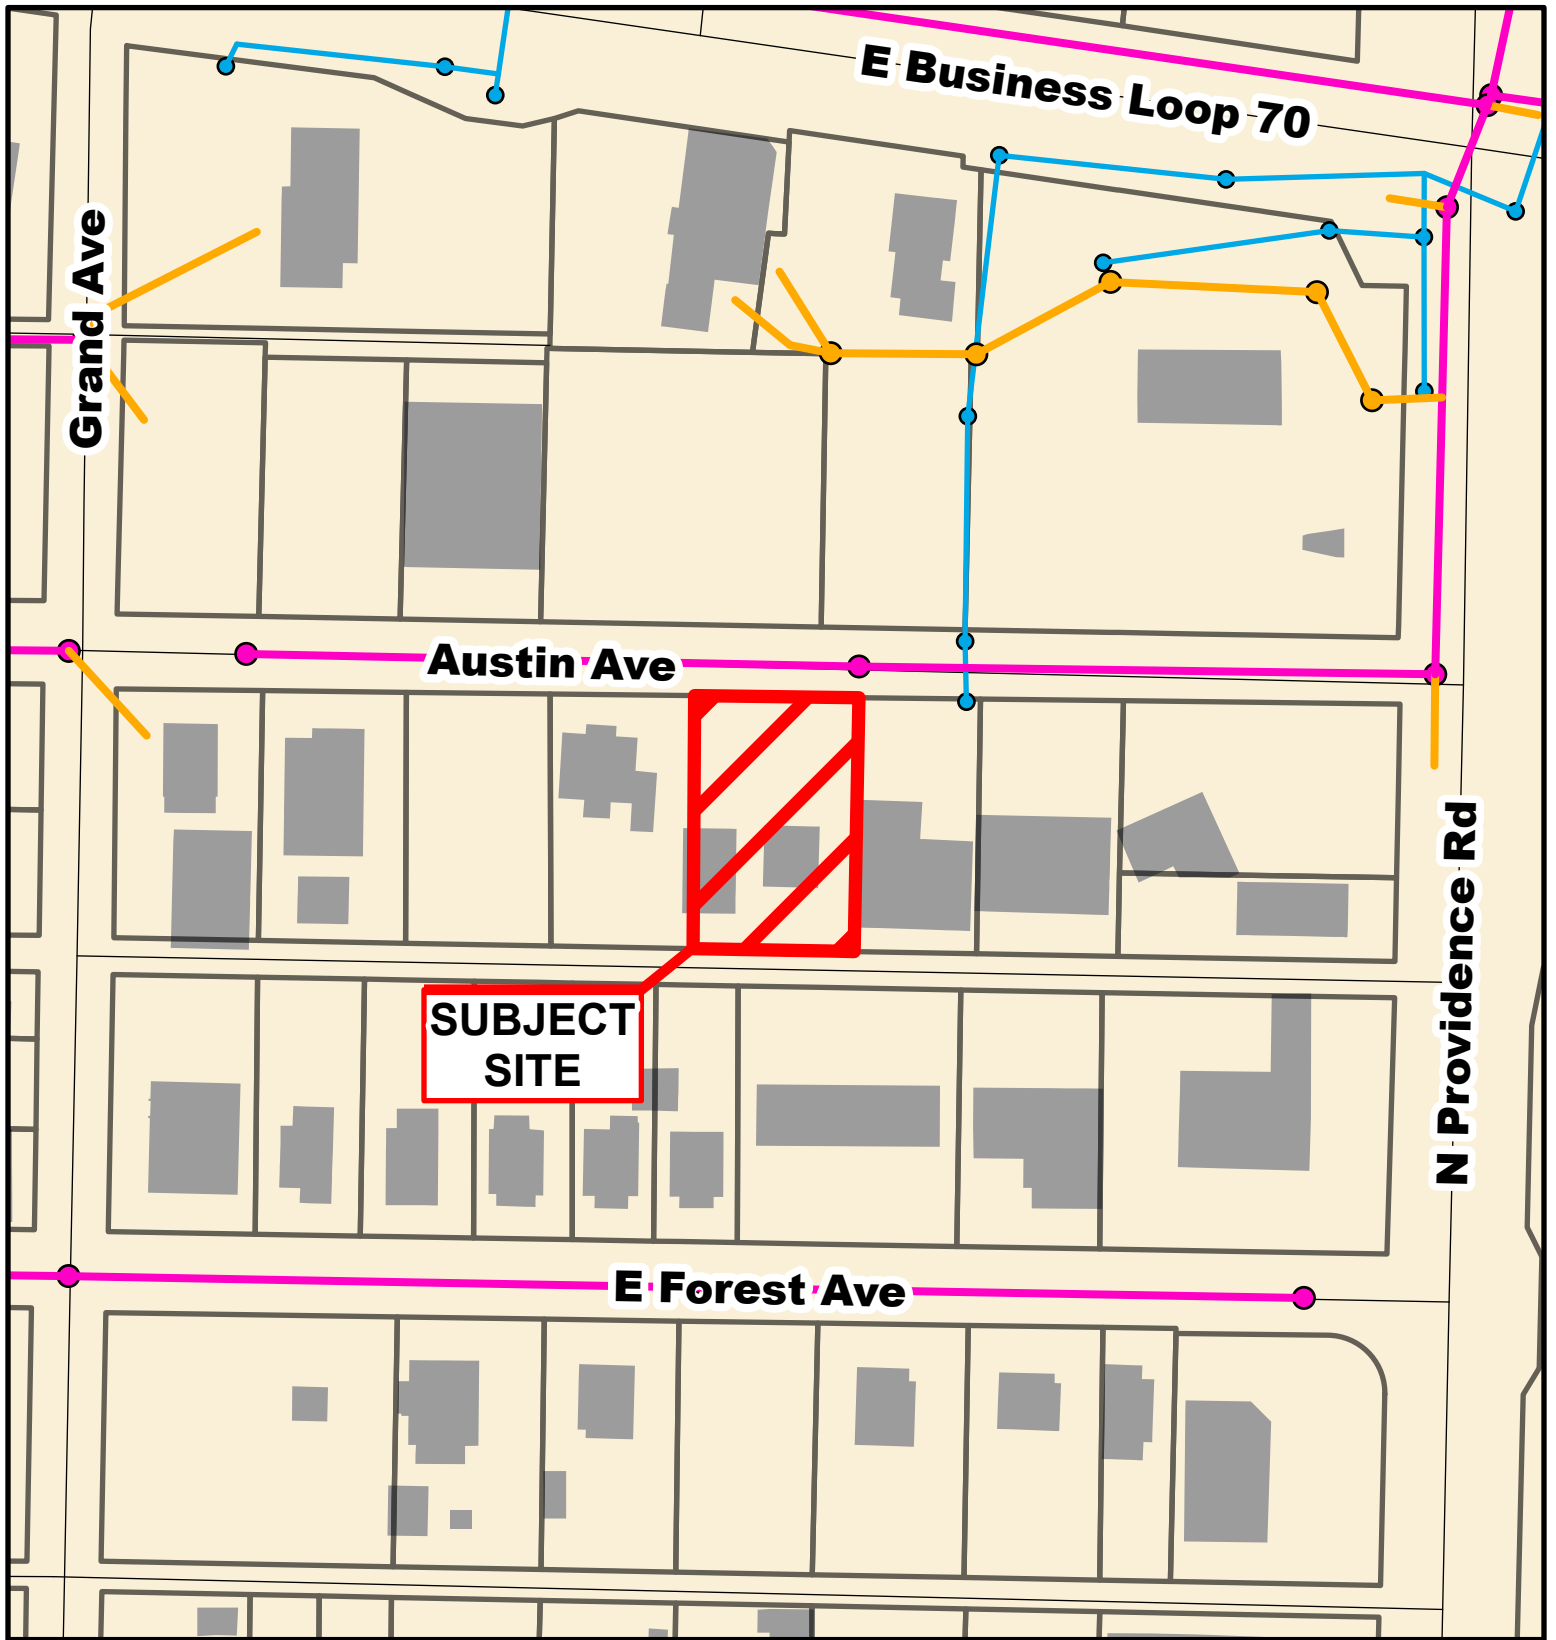 E Business Loop 70
Grand Ave
Austin Ave
N Providence Rd
SUBJECT
SITE
E Forest Ave